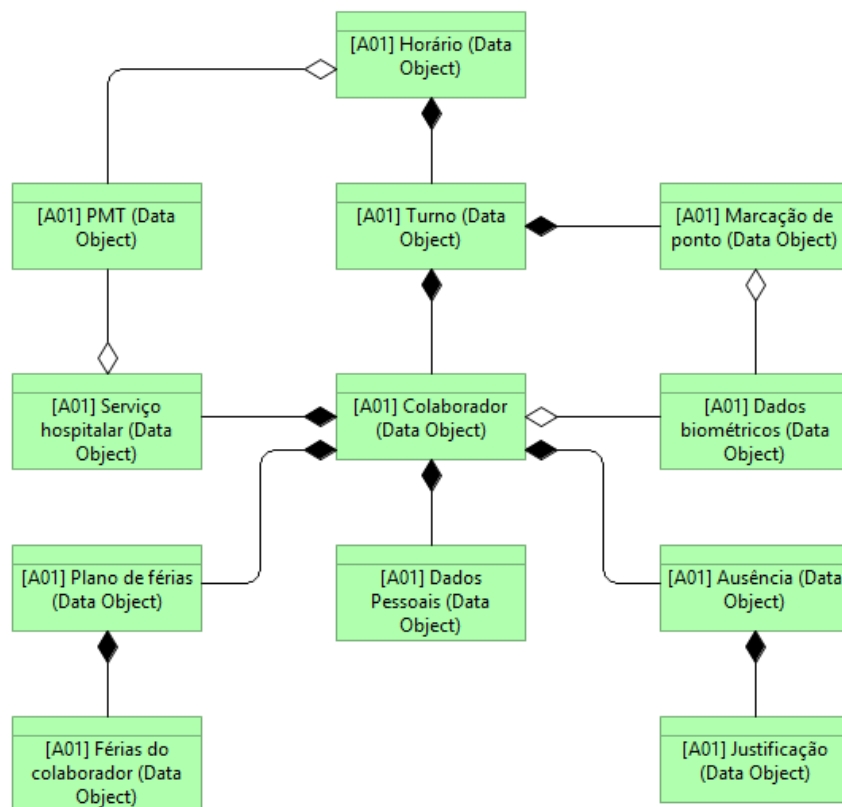 [A01] Horário (Data
Object)
[A01] PMT (Data
Object)
[A01] Turno (Data
Object)
[A01] Marcação de
ponto (Data Object)
[A01] Serviço
hospitalar (Data
Object)
[A01] Colaborador
(Data Object)
[A01] Dados
biométricos (Data
Object)
[A01] Plano de férias
(Data Object)
[A01] Dados
Pessoais (Data
Object)
[A01] Ausência (Data
Object)
[A01] Férias do
colaborador (Data
Object)
[A01] Justificação
(Data Object)